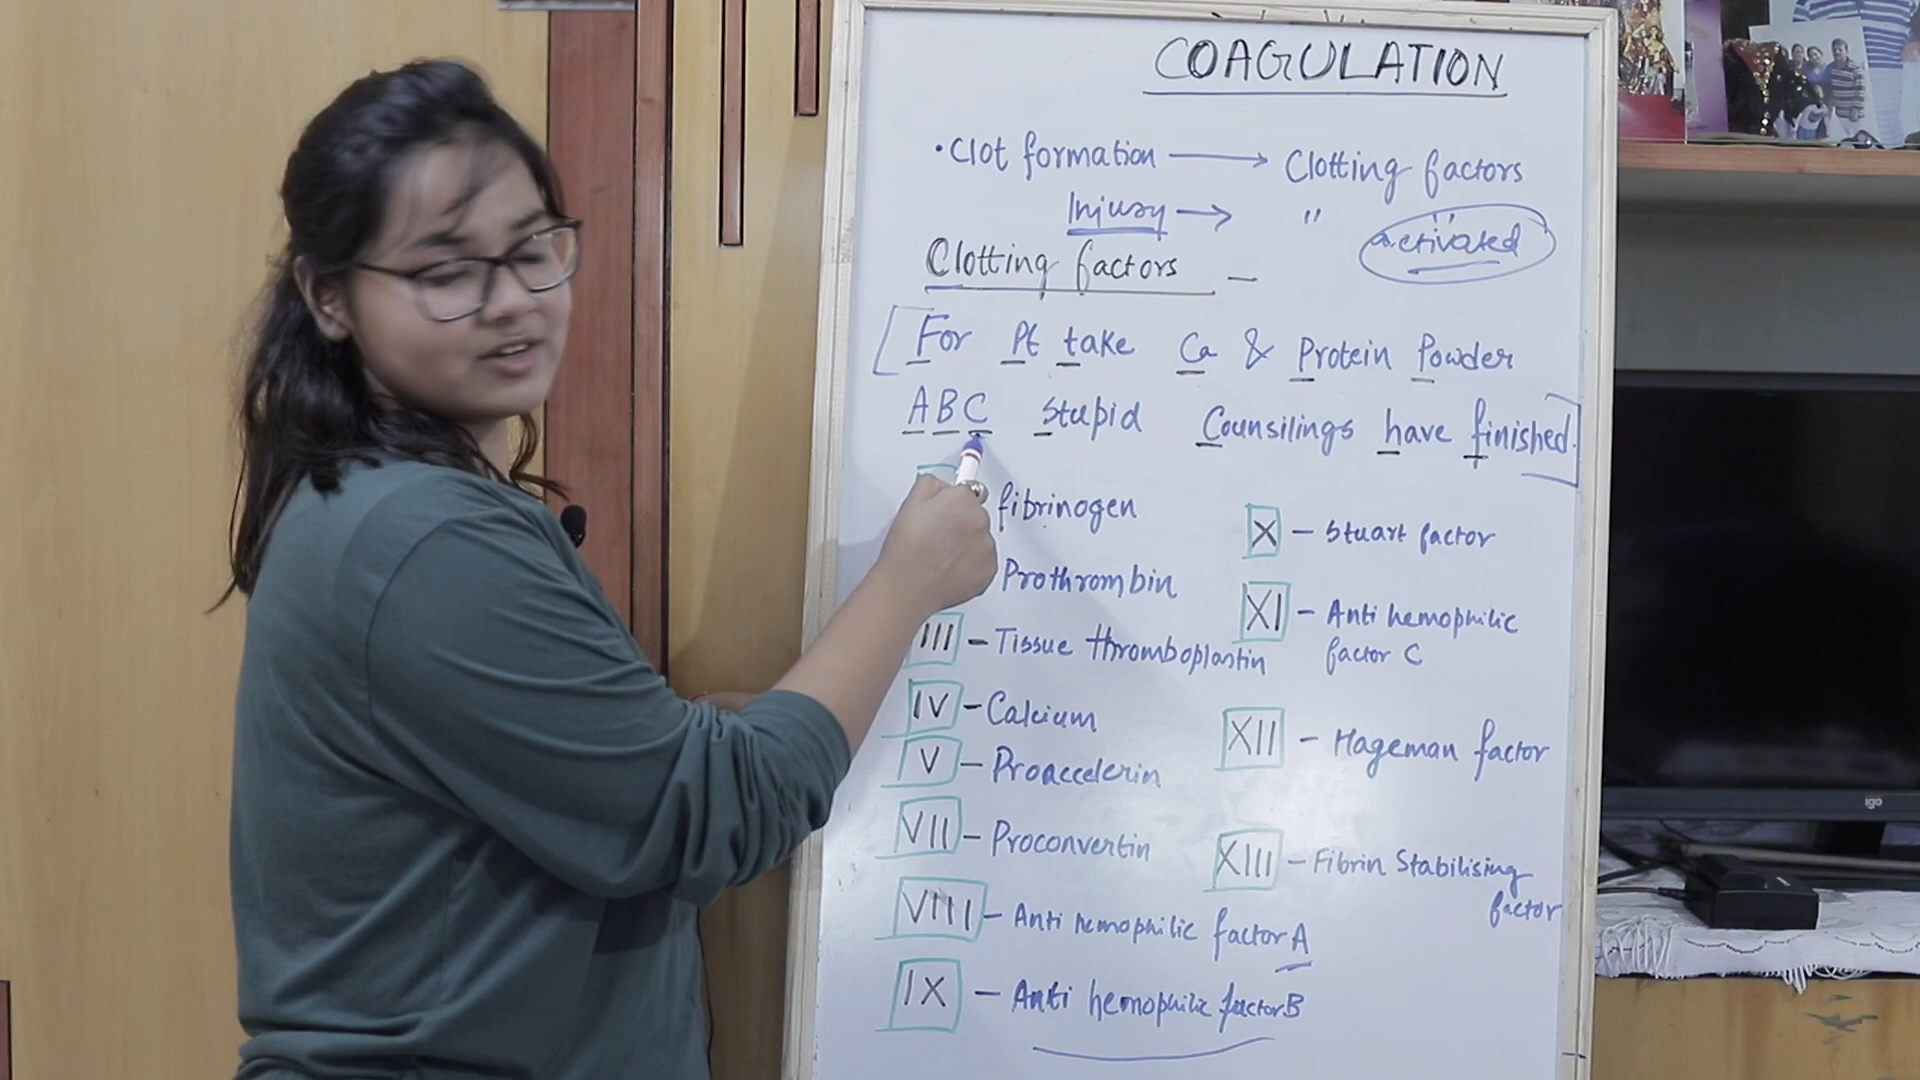 COAGULATION
• Clot formation → Clotting factors
Injury → " "
activated
Clotting factors –
[For Pt take Ca & Protein Powder
ABC Stupid Counsilings have finished.]
fibrinogen
Prothrombin
III – Tissue thromboplastin
IV – Calcium
V – Proaccelerin
VII – Proconvertin
VIII – Anti hemophilic factor A
IX – Anti hemophilic factor B
X – Stuart factor
XI – Anti hemophilic
factor C
XII – Hageman factor
XIII – Fibrin Stabilising
factor
igo